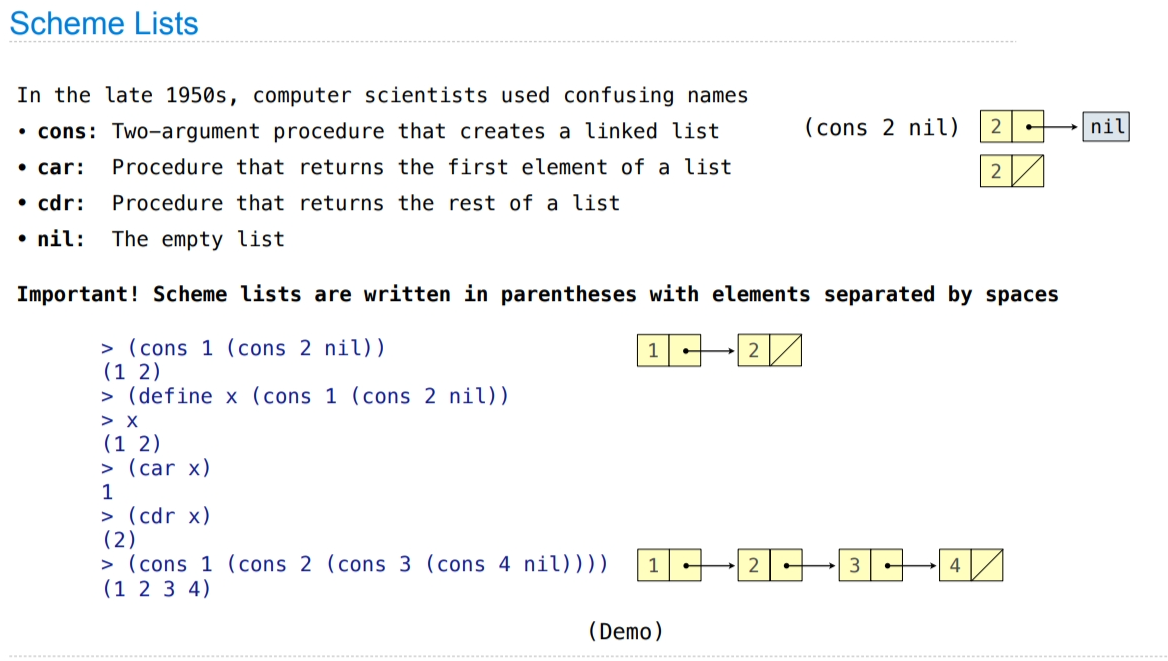 Scheme Lists
In the late 1950s, computer scientists used confusing names
• cons: Two-argument procedure that creates a linked list
• car: Procedure that returns the first element of a list
• cdr: Procedure that returns the rest of a list
• nil: The empty list
(cons 2 nil) 2 nil
2
Important! Scheme lists are written in parentheses with elements separated by spaces
> (cons 1 (cons 2 nil))
(1 2)
> (define x (cons 1 (cons 2 nil))
> x
(1 2)
> (car x)
1
> (cdr x)
(2)
> (cons 1 (cons 2 (cons 3 (cons 4 nil))))
(1 2 3 4)
1 2
1 2 3 4
(Demo)